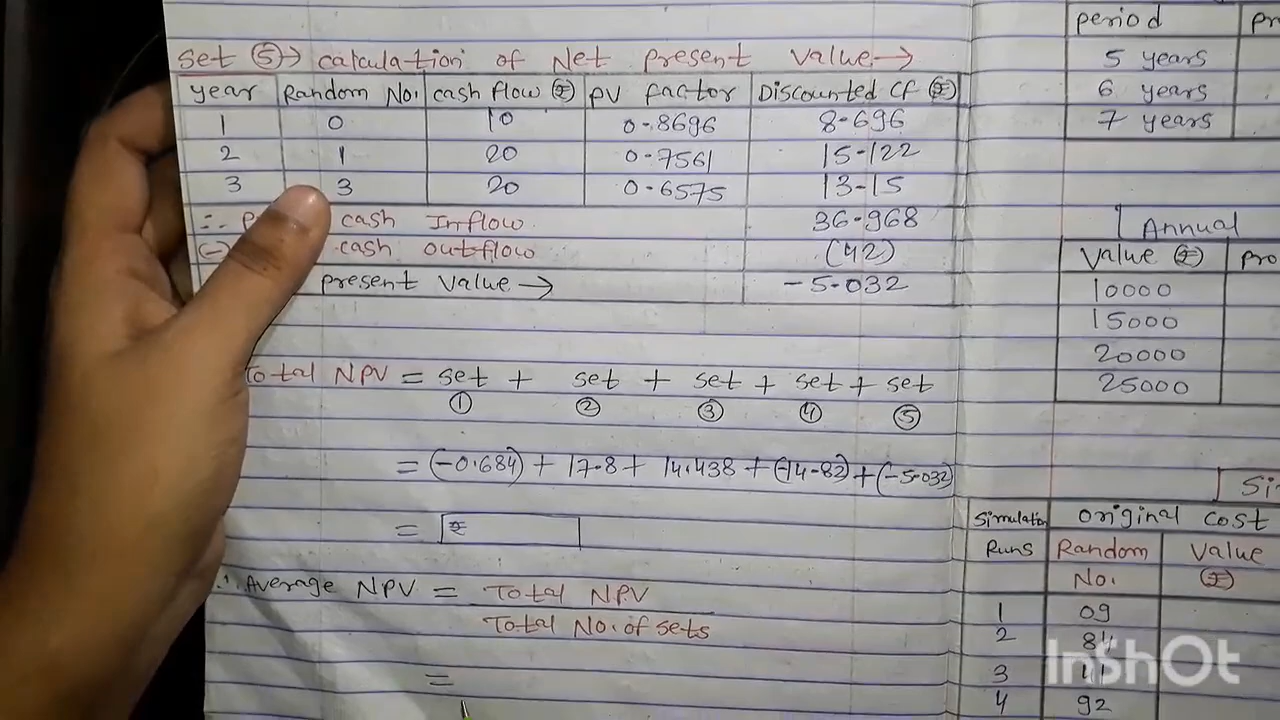 Set ⑤→ calculation of Net present Value→
year Random No. cash flow (₹) PV factor Discounted CF (₹)
1 0 10 0-8696 8-696
2 1 20 0-7561 15-122
3 3 20 0-6575 13-15
∴ cash Inflow 36-968
(-) cash outflow (42)
present Value → -5-032
Total NPV = set + set + set + set + set
① ② ③ ④ ⑤
= (-0.684) + 17-8 + 14.438 + (-14-83) + (-5-032)
= ₹
∴ Average NPV = Total NPV
Total No. of sets
=
period
5 years
6 years
7 years
Annual
Value (₹)
10000
15000
20000
25000
Simulation original cost
Runs Random Value
No. (₹)
1 09
2 84
3 41
4 92
InShOt